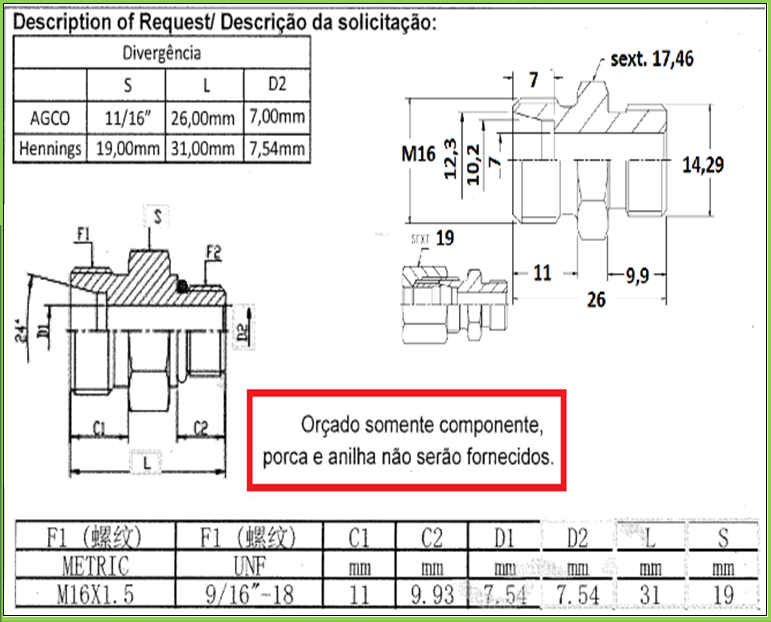 Description of Request/ Descrição da solicitação:
Divergência
S L D2
AGCO 11/16" 26,00mm 7,00mm
Hennings 19,00mm 31,00mm 7,54mm
sext. 17,46
7
M16
12,3
10,2
7
14,29
11
9,9
26
19
S
F1
F2
24°
D1
D2
C1
C2
L
Orçado somente componente,
porca e anilha não serão fornecidos.
F1 (螺纹) F1 (螺纹) C1 C2 D1 D2 L S
METRIC UNF mm mm mm mm mm mm
M16X1.5 9/16"-18 11 9.93 7.54 7.54 31 19